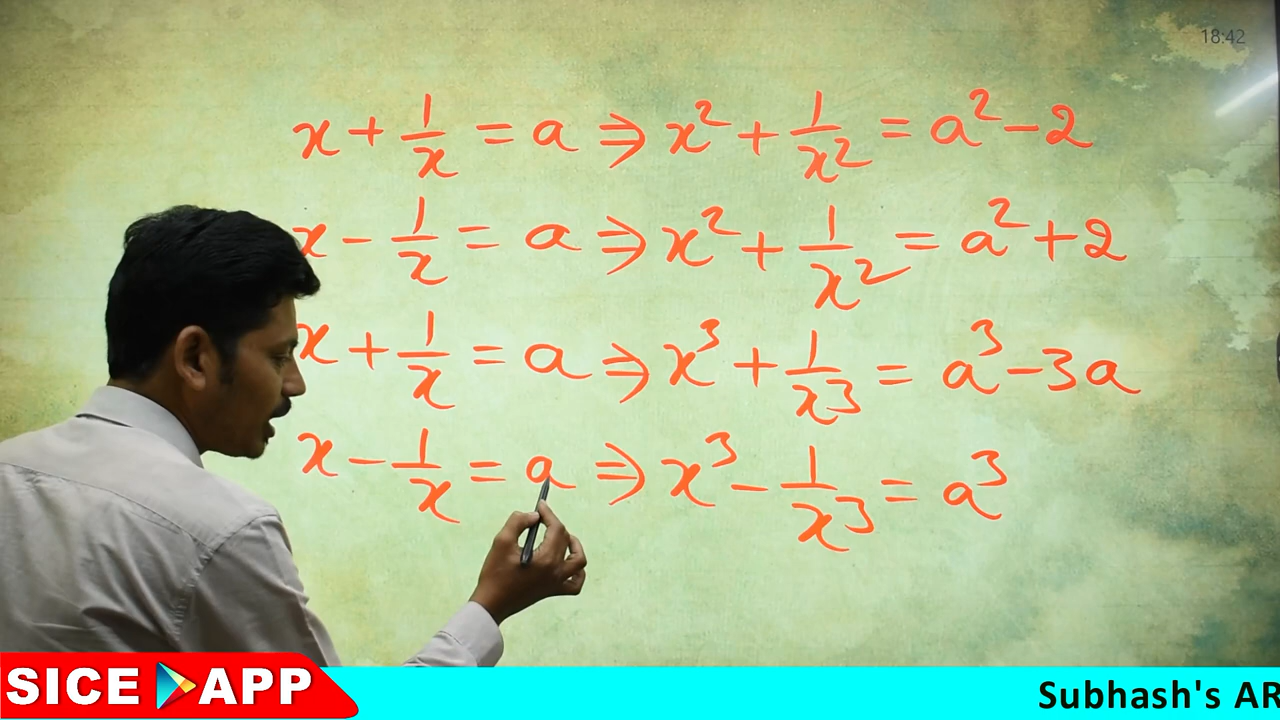 18:42
x + 1/x = a ⇒ x² + 1/x² = a² - 2
x - 1/x = a ⇒ x² + 1/x² = a² + 2
x + 1/x = a ⇒ x³ + 1/x³ = a³ - 3a
x - 1/x = a ⇒ x³ - 1/x³ = a³
SICE APP
Subhash's AR